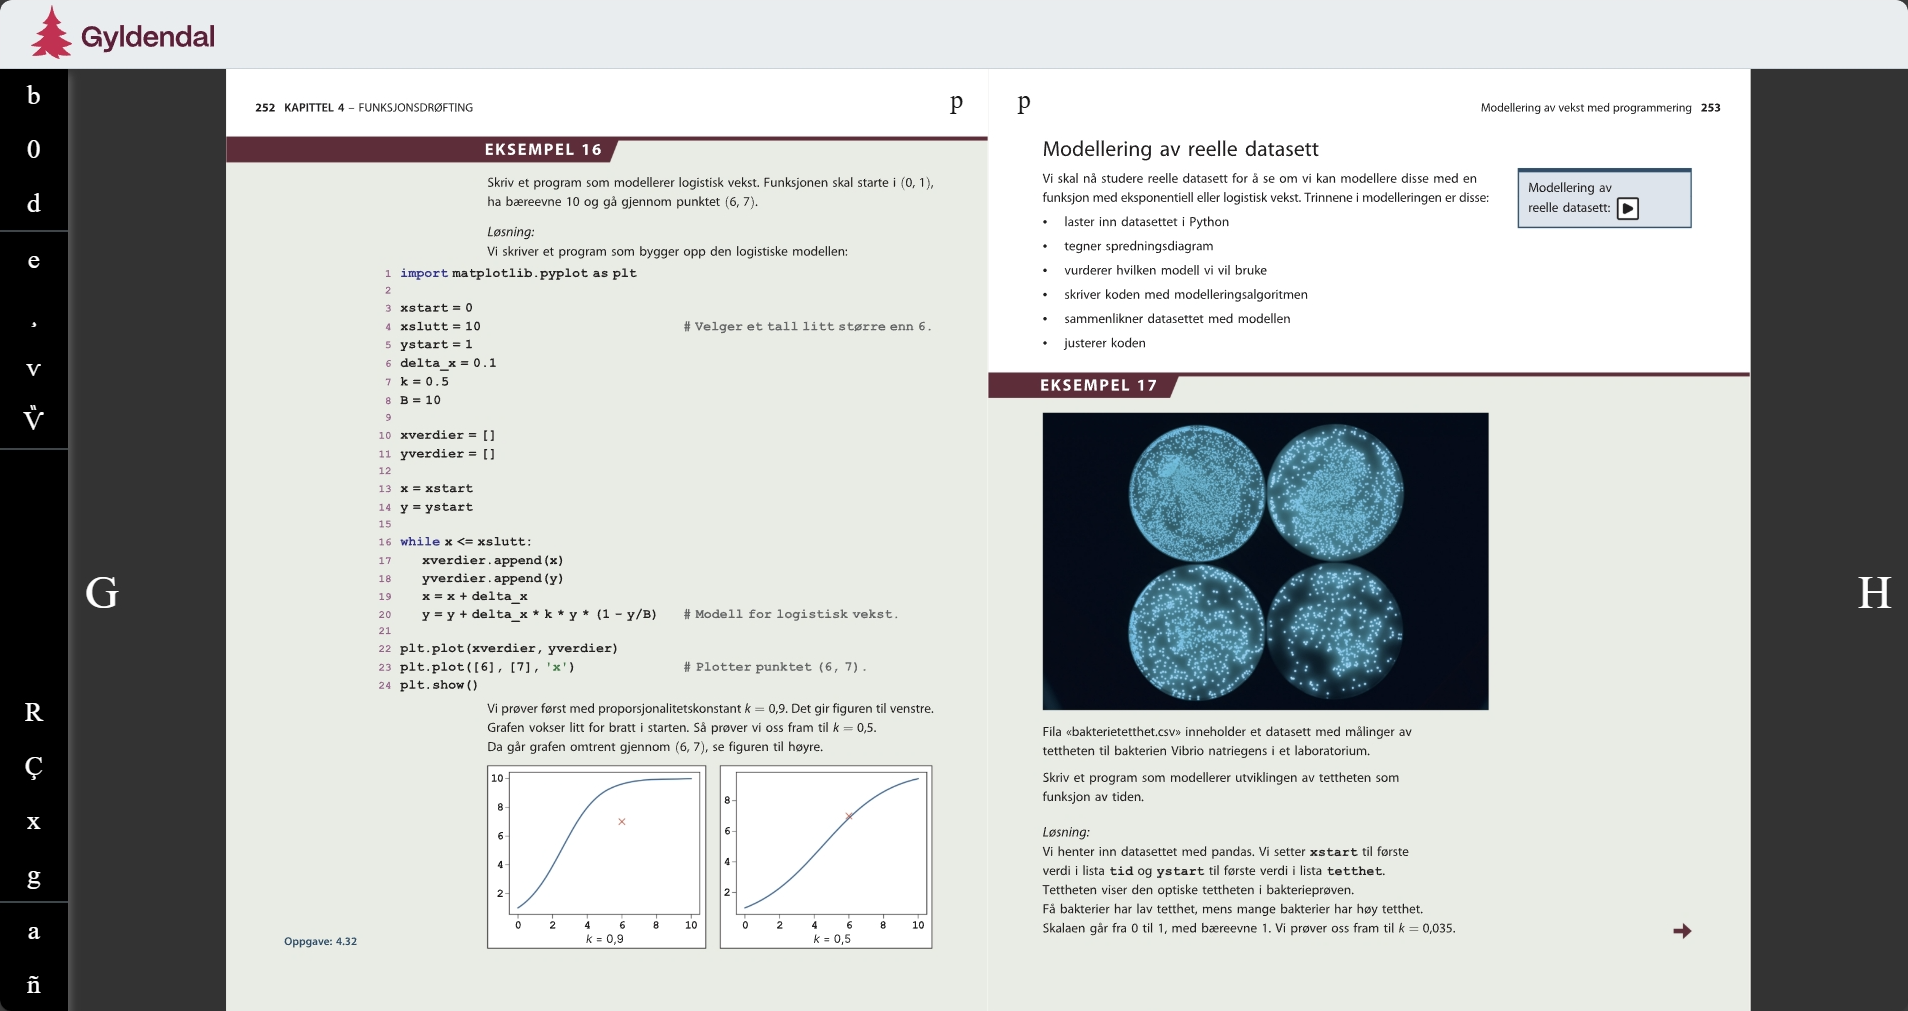 Gyldendal
b
0
d
e
¸
v
V̏
R
Ç
x
g
a
ñ
G
252 KAPITTEL 4 – FUNKSJONSDRØFTING
p
EKSEMPEL 16
Skriv et program som modellerer logistisk vekst. Funksjonen skal starte i (0, 1),
ha bæreevne 10 og gå gjennom punktet (6, 7).
Løsning:
Vi skriver et program som bygger opp den logistiske modellen:
1 import matplotlib.pyplot as plt
2
3 xstart = 0
4 xslutt = 10 # Velger et tall litt større enn 6.
5 ystart = 1
6 delta_x = 0.1
7 k = 0.5
8 B = 10
9
10 xverdier = []
11 yverdier = []
12
13 x = xstart
14 y = ystart
15
16 while x <= xslutt:
17 xverdier.append(x)
18 yverdier.append(y)
19 x = x + delta_x
20 y = y + delta_x * k * y * (1 - y/B) # Modell for logistisk vekst.
21
22 plt.plot(xverdier, yverdier)
23 plt.plot([6], [7], 'x') # Plotter punktet (6, 7).
24 plt.show()
Vi prøver først med proporsjonalitetskonstant k = 0,9. Det gir figuren til venstre.
Grafen vokser litt for bratt i starten. Så prøver vi oss fram til k = 0,5.
Da går grafen omtrent gjennom (6, 7), se figuren til høyre.
10
8
6
4
2
0 2 4 6 8 10
k = 0,9
8
6
4
2
0 2 4 6 8 10
k = 0,5
Oppgave: 4.32
p
Modellering av vekst med programmering 253
Modellering av reelle datasett
Vi skal nå studere reelle datasett for å se om vi kan modellere disse med en
funksjon med eksponentiell eller logistisk vekst. Trinnene i modelleringen er disse:
• laster inn datasettet i Python
• tegner spredningsdiagram
• vurderer hvilken modell vi vil bruke
• skriver koden med modelleringsalgoritmen
• sammenlikner datasettet med modellen
• justerer koden
Modellering av
reelle datasett:
EKSEMPEL 17
Fila «bakterietetthet.csv» inneholder et datasett med målinger av
tettheten til bakterien Vibrio natriegens i et laboratorium.
Skriv et program som modellerer utviklingen av tettheten som
funksjon av tiden.
Løsning:
Vi henter inn datasettet med pandas. Vi setter xstart til første
verdi i lista tid og ystart til første verdi i lista tetthet.
Tettheten viser den optiske tettheten i bakterieprøven.
Få bakterier har lav tetthet, mens mange bakterier har høy tetthet.
Skalaen går fra 0 til 1, med bæreevne 1. Vi prøver oss fram til k = 0,035.
H